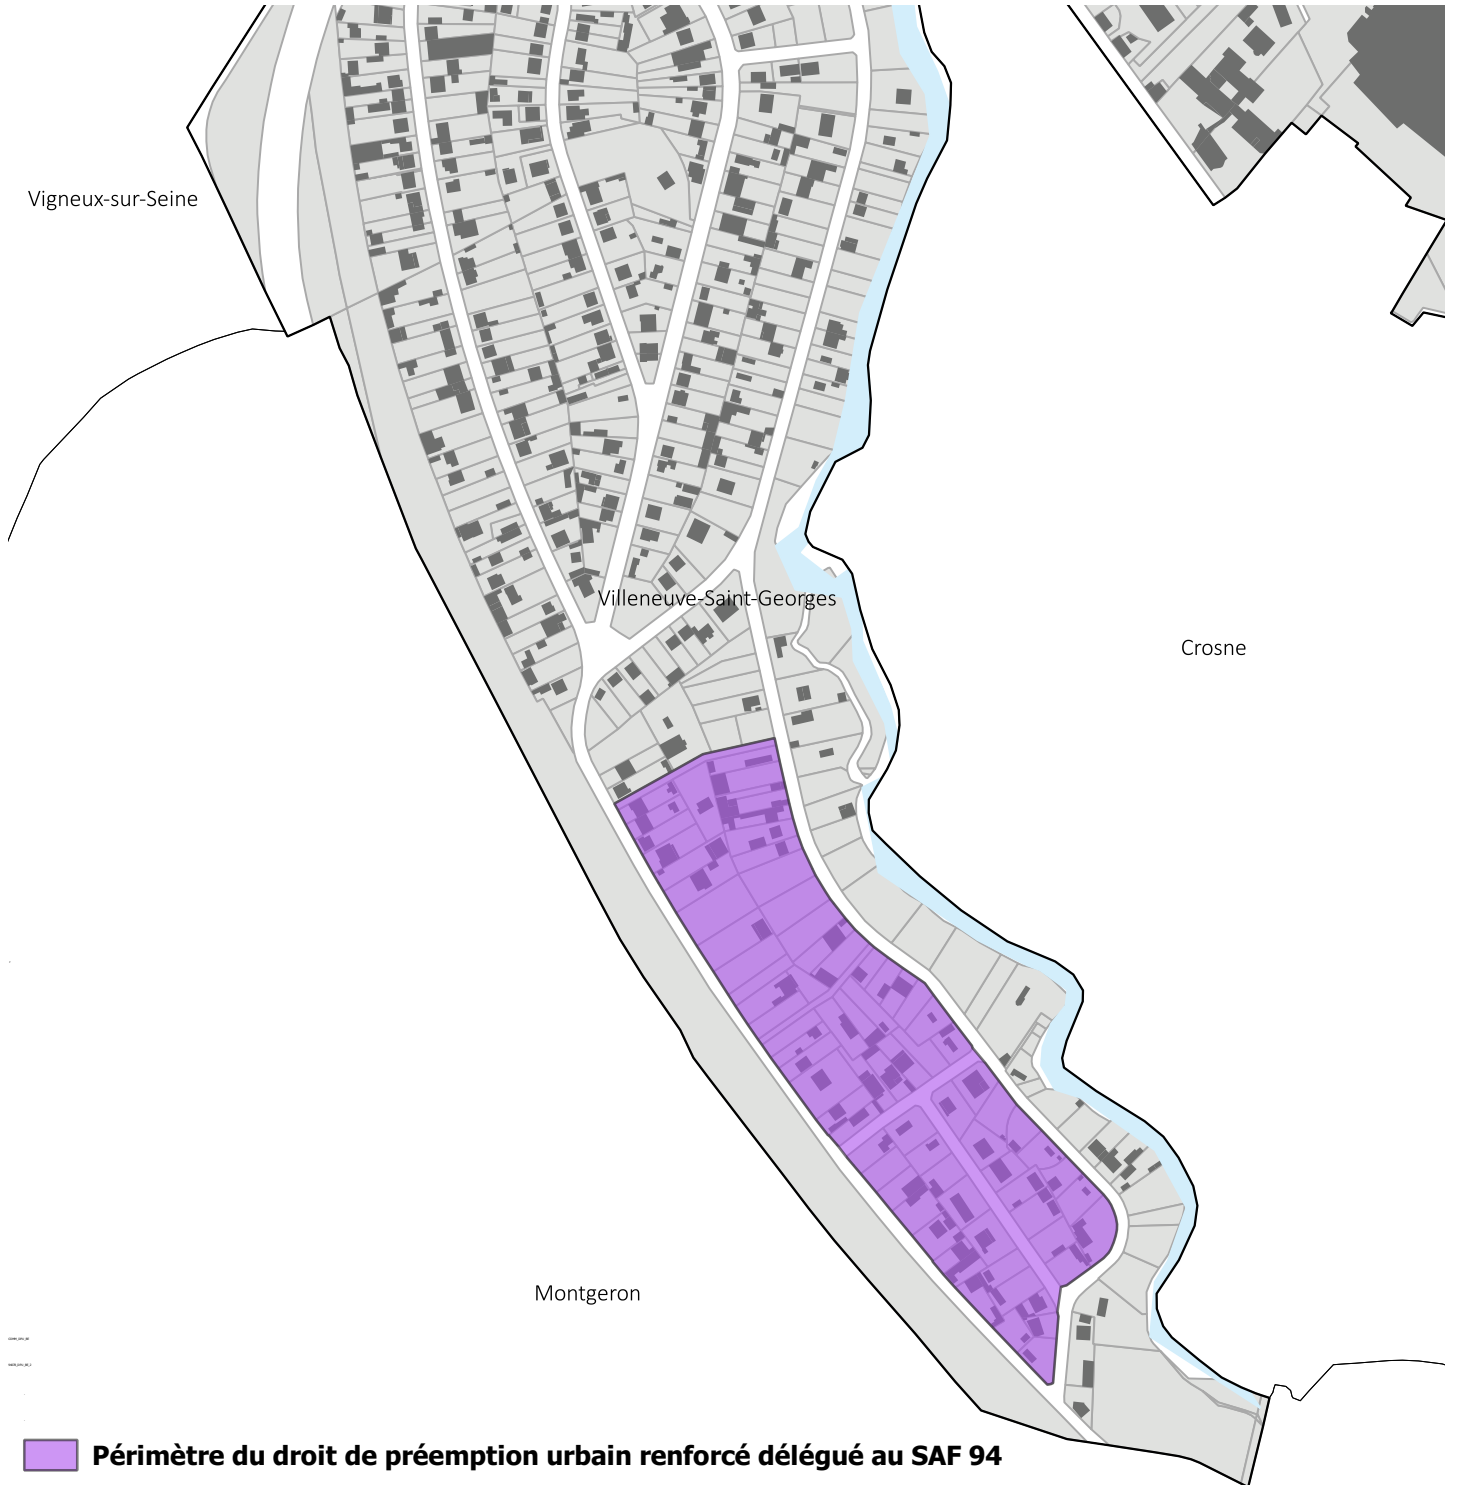 Vigneux-sur-Seine
Villeneuve-Saint-Georges
Crosne
Montgeron
Périmètre du droit de préemption urbain renforcé délégué au SAF 94